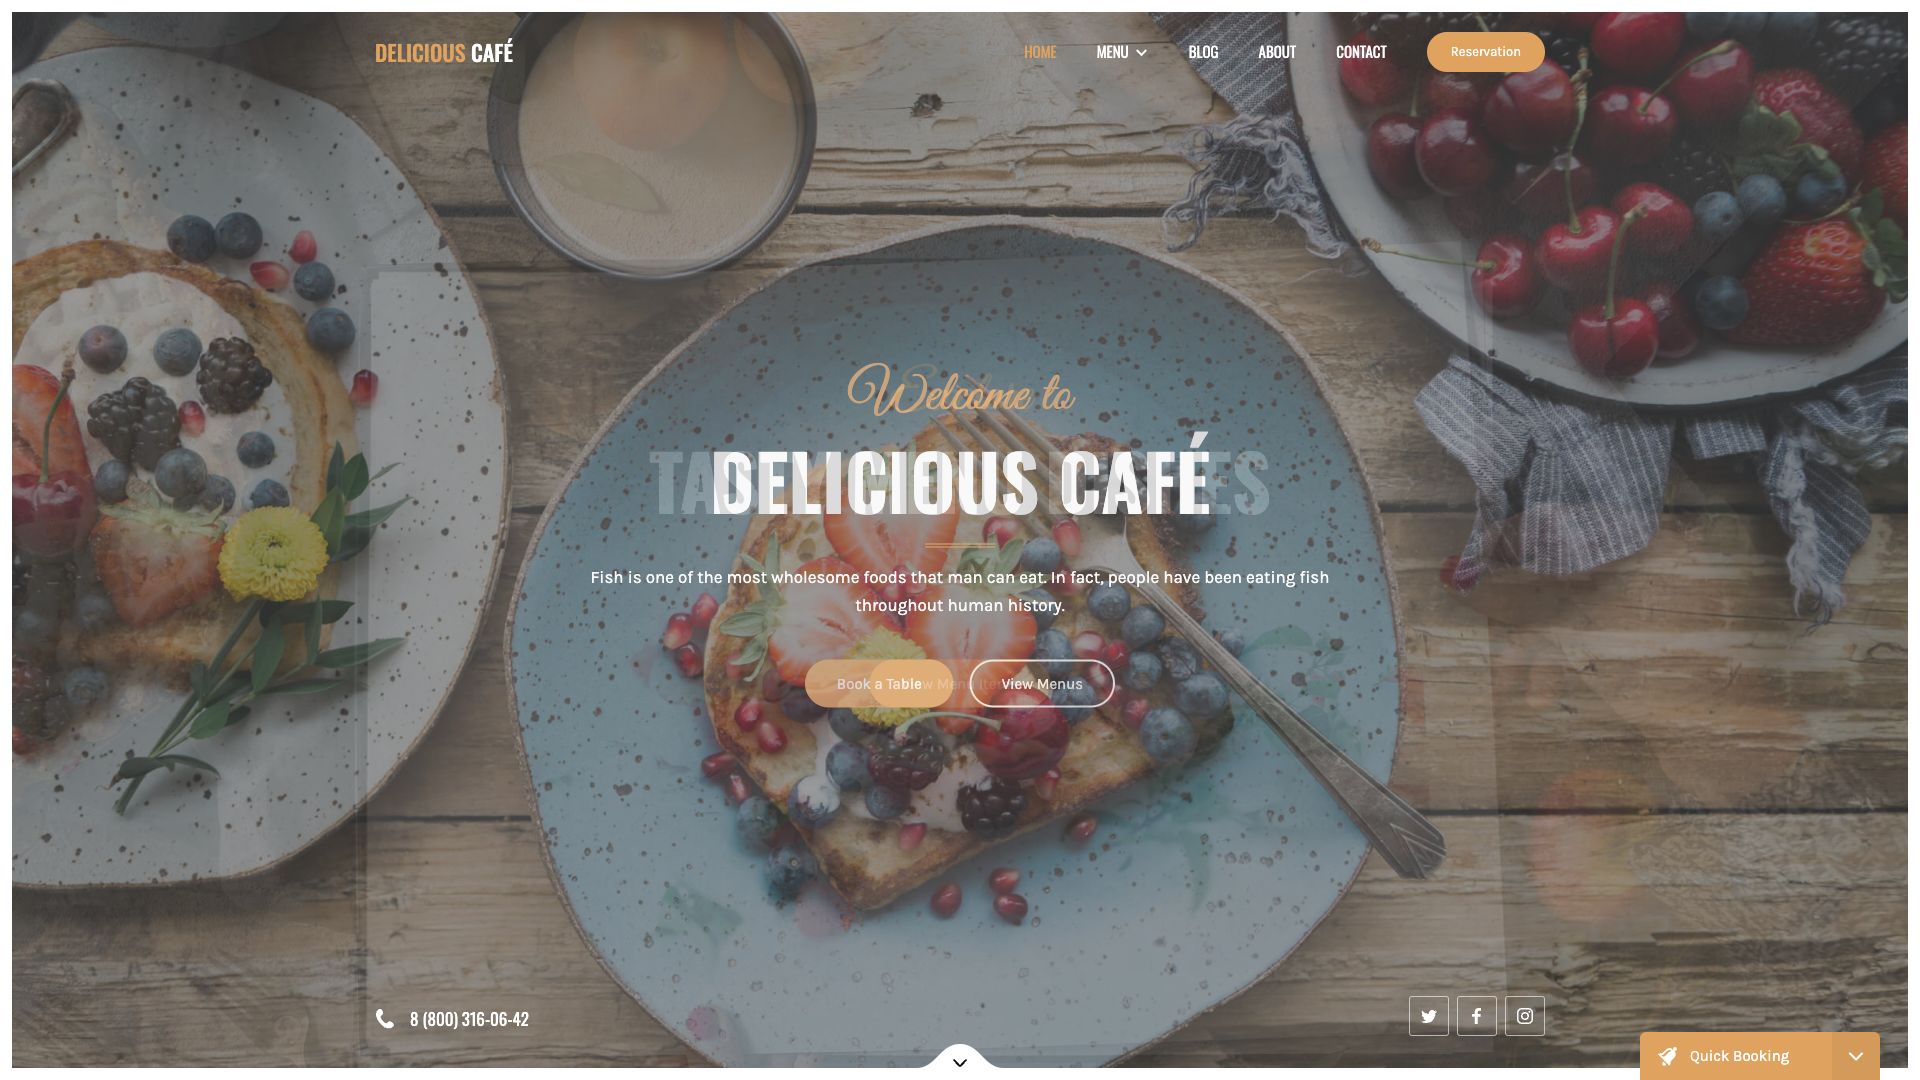 DELICIOUS CAFÉ
HOME
MENU
BLOG
ABOUT
CONTACT
Reservation
Welcome to
DELICIOUS CAFÉ
Fish is one of the most wholesome foods that man can eat. In fact, people have been eating fish
throughout human history.
Book a Table
View Menus
8 (800) 316-06-42
Quick Booking